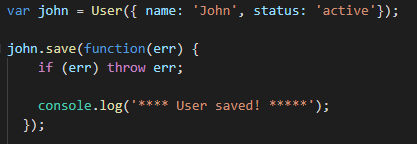 var john = User({ name: 'John', status: 'active'});

john.save(function(err) {
    if (err) throw err;

    console.log('**** User saved! *****');
  });